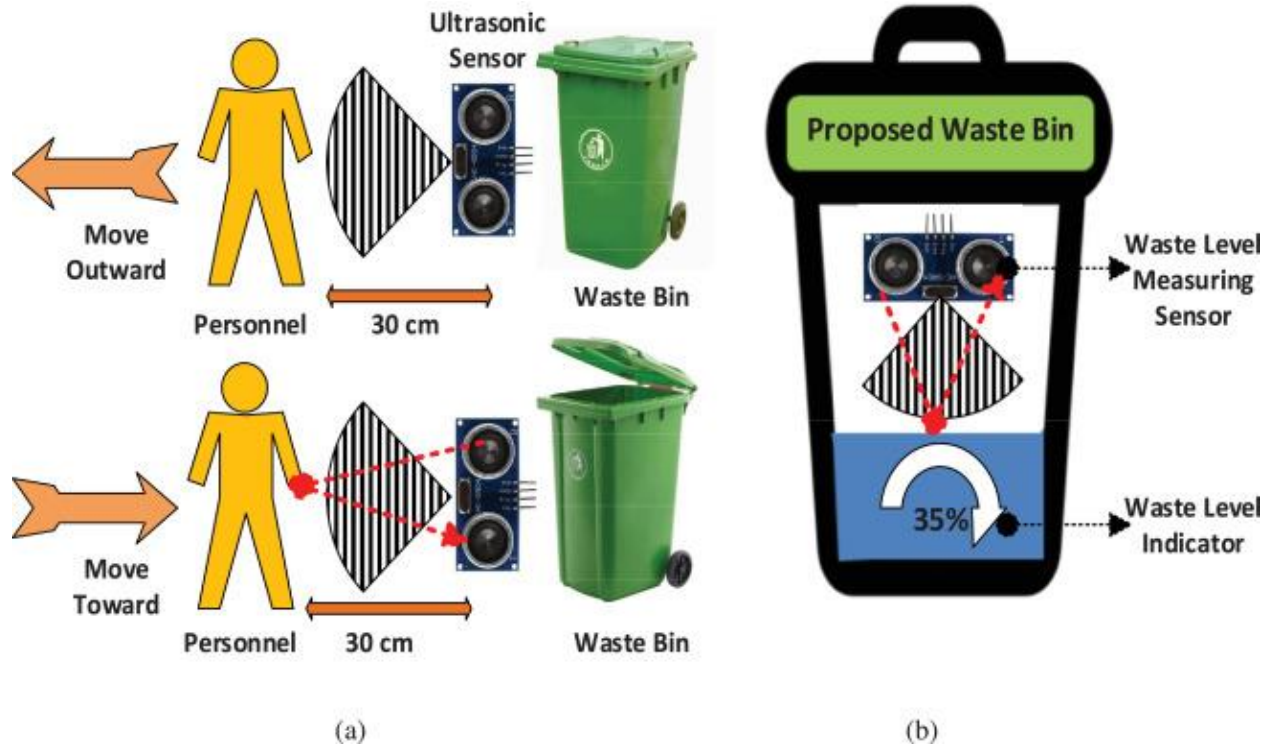 Ultrasonic
Sensor
Move
Outward
Personnel
30 cm
Waste Bin
Move
Toward
Personnel
30 cm
Waste Bin
(a)
Proposed Waste Bin
Waste Level
Measuring
Sensor
35%
Waste Level
Indicator
(b)